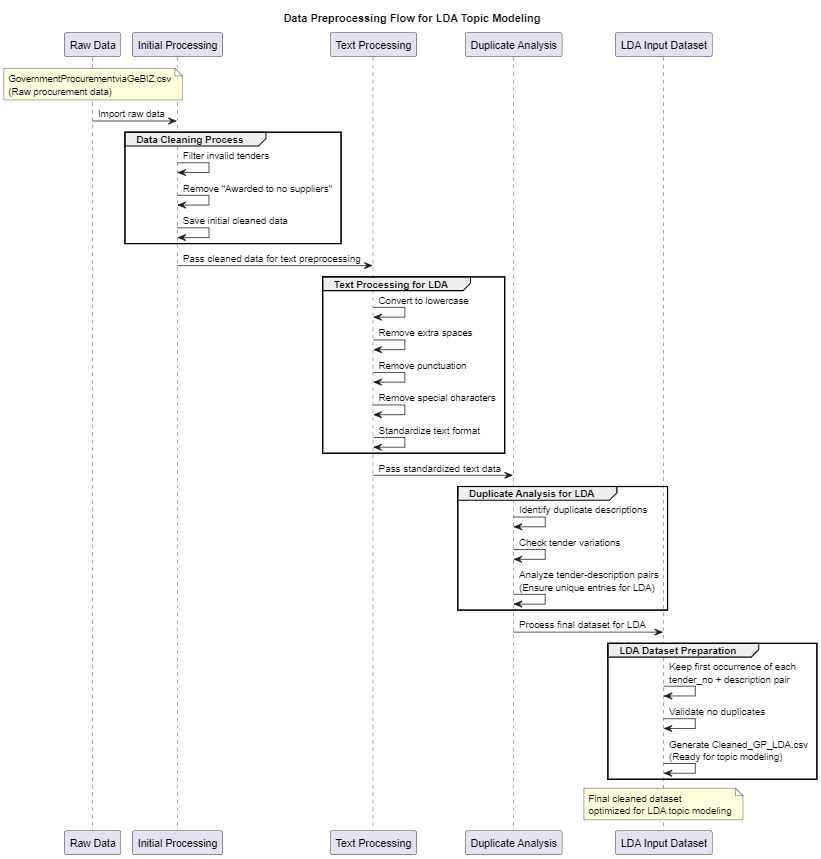 Data Preprocessing Flow for LDA Topic Modeling
Raw Data
Initial Processing
Text Processing
Duplicate Analysis
LDA Input Dataset
GovernmentProcurementviaGeBIZ.csv
(Raw procurement data)
Import raw data
Data Cleaning Process
Filter invalid tenders
Remove "Awarded to no suppliers"
Save initial cleaned data
Pass cleaned data for text preprocessing
Text Processing for LDA
Convert to lowercase
Remove extra spaces
Remove punctuation
Remove special characters
Standardize text format
Pass standardized text data
Duplicate Analysis for LDA
Identify duplicate descriptions
Check tender variations
Analyze tender-description pairs
(Ensure unique entries for LDA)
Process final dataset for LDA
LDA Dataset Preparation
Keep first occurrence of each
tender_no + description pair
Validate no duplicates
Generate Cleaned_GP_LDA.csv
(Ready for topic modeling)
Final cleaned dataset
optimized for LDA topic modeling
Raw Data
Initial Processing
Text Processing
Duplicate Analysis
LDA Input Dataset